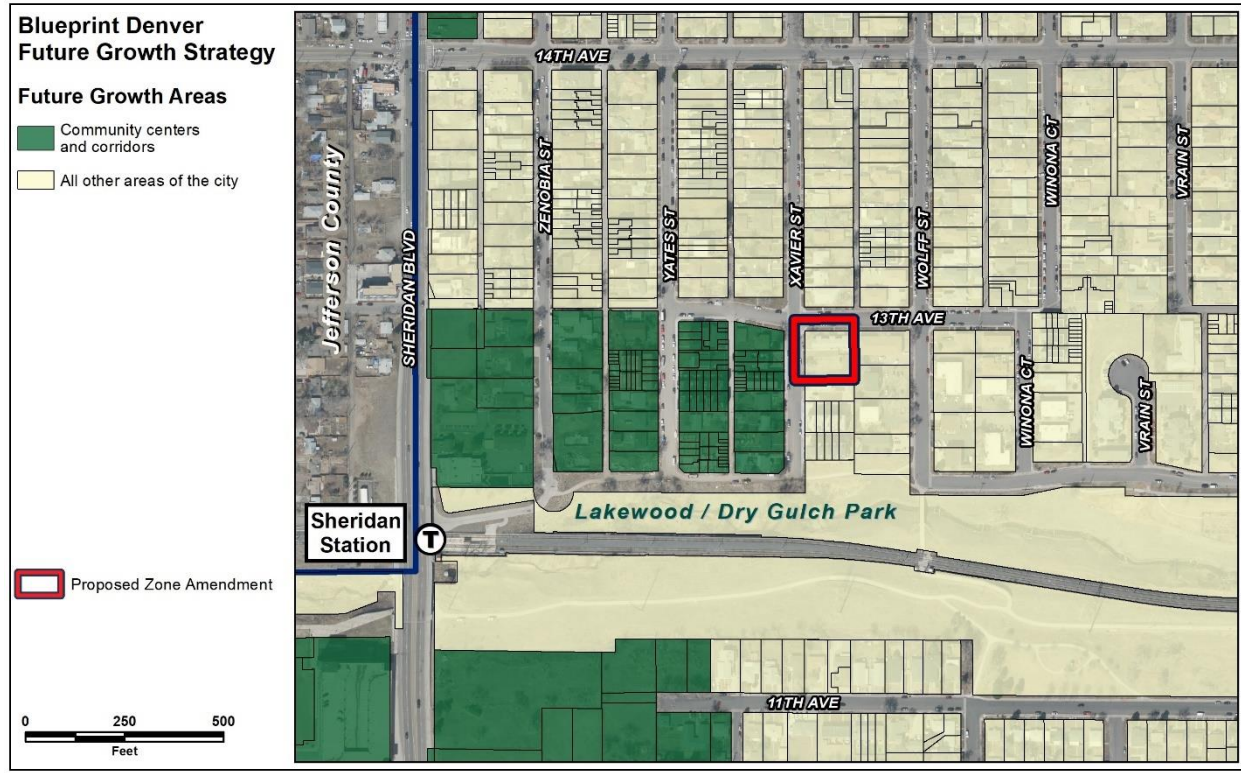 Blueprint Denver
Future Growth Strategy
Future Growth Areas
Community centers
and corridors
All other areas of the city
Proposed Zone Amendment
0 250 500
Feet
14TH AVE
Jefferson County
SHERIDAN BLVD
ZENOBIA ST
YATES ST
XAVIER ST
WOLFF ST
WINONA CT
VRAIN ST
13TH AVE
WINONA CT
VRAIN ST
Lakewood / Dry Gulch Park
Sheridan
Station
T
11TH AVE